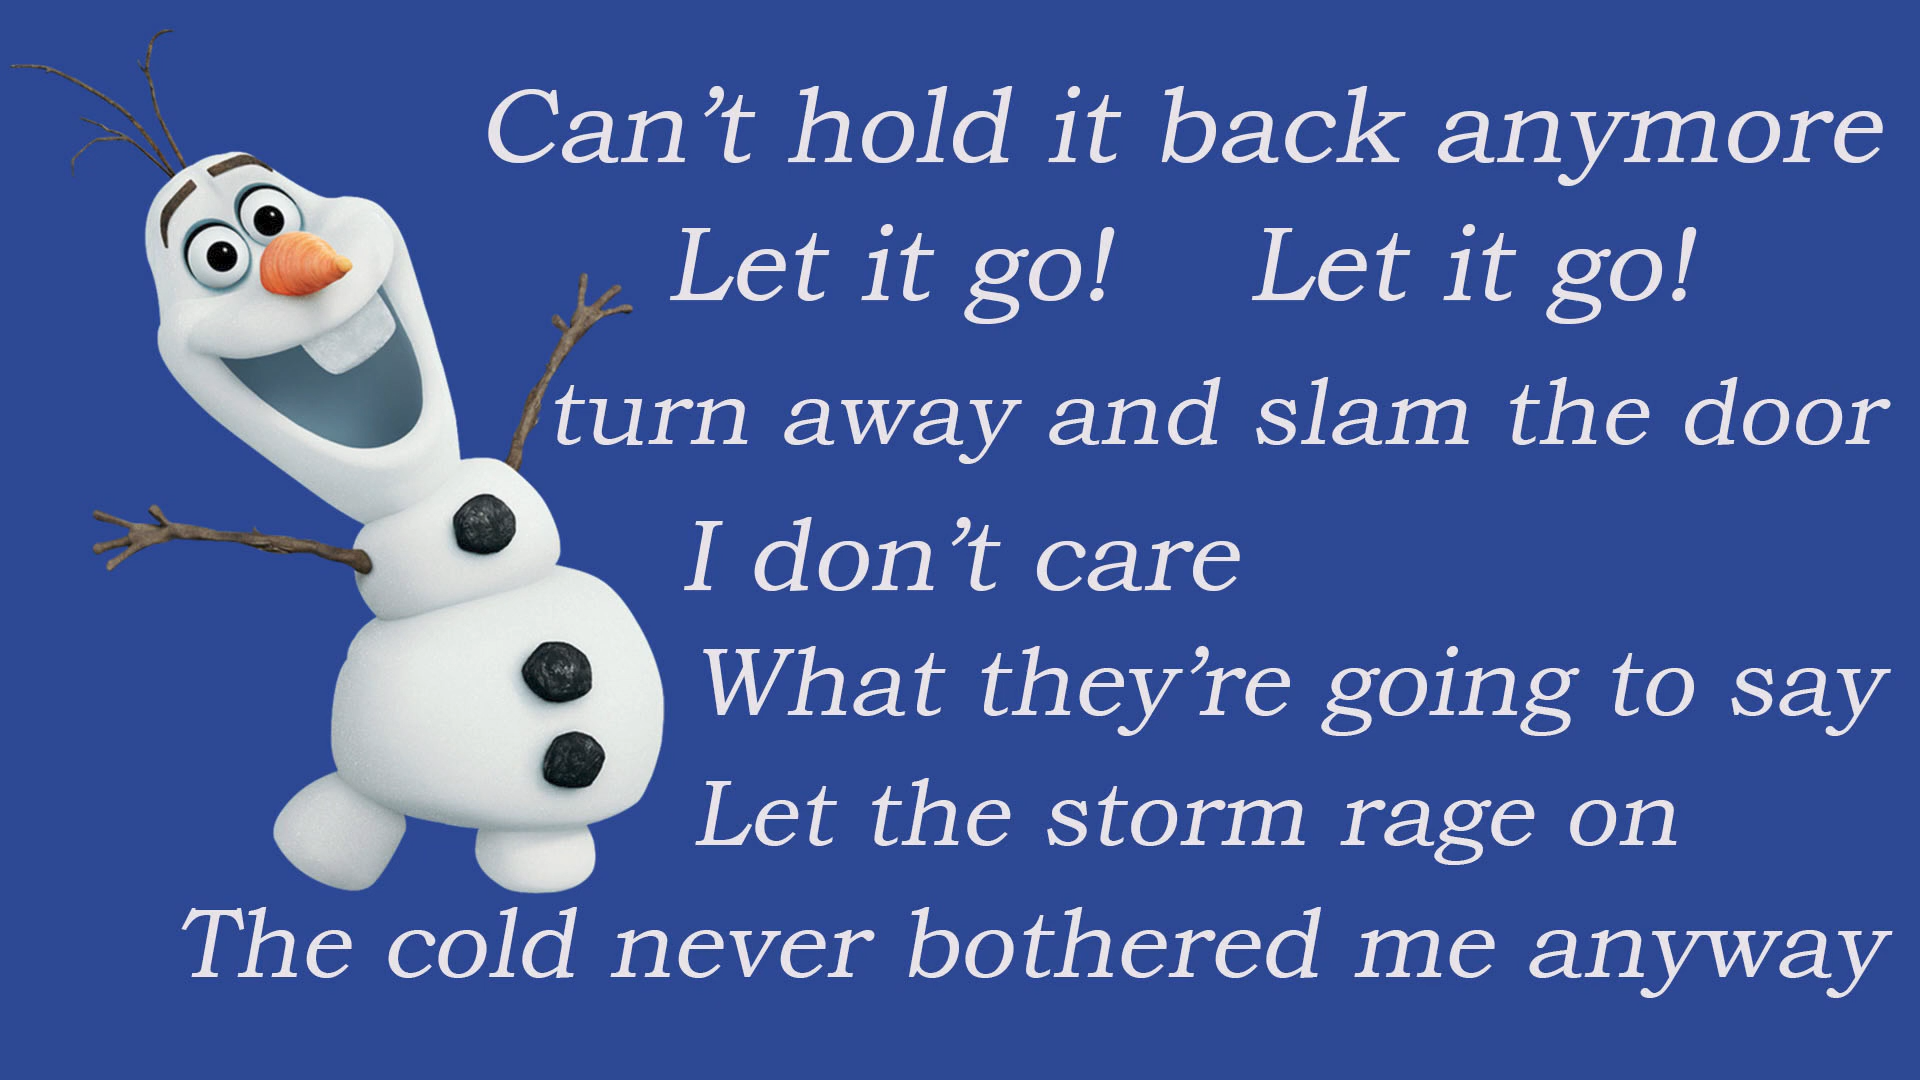 Can’t hold it back anymore
Let it go! Let it go!
turn away and slam the door
I don’t care
What they’re going to say
Let the storm rage on
The cold never bothered me anyway